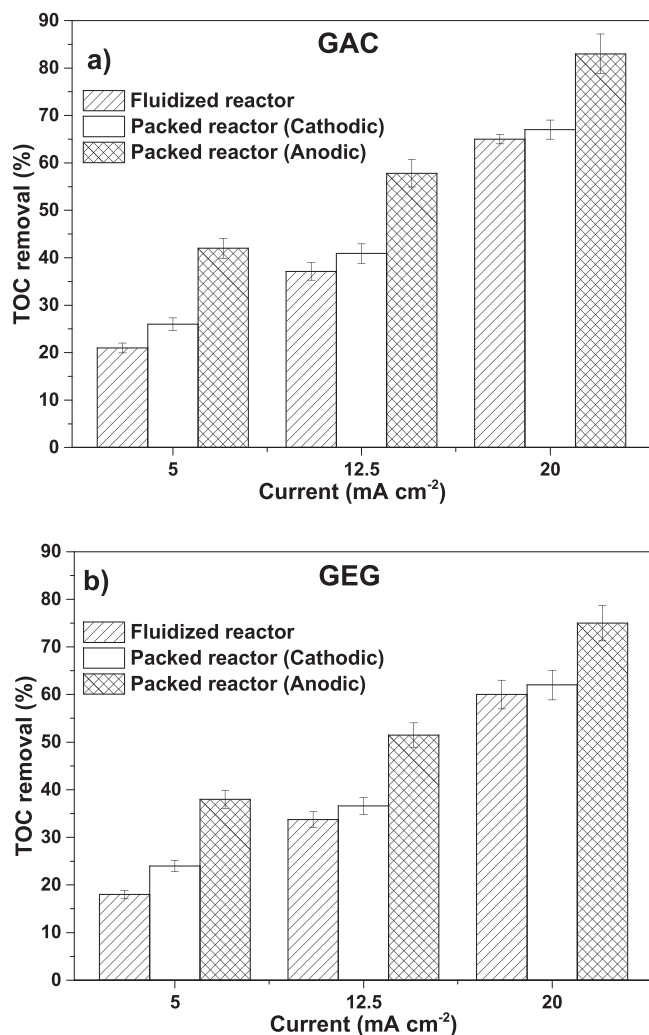 GAC
a)
Fluidized reactor
Packed reactor (Cathodic)
Packed reactor (Anodic)
TOC removal (%)
90
80
70
60
50
40
30
20
10
0
5 12.5 20
Current (mA cm⁻²)
GEG
b)
Fluidized reactor
Packed reactor (Cathodic)
Packed reactor (Anodic)
TOC removal (%)
90
80
70
60
50
40
30
20
10
0
5 12.5 20
Current (mA cm⁻²)